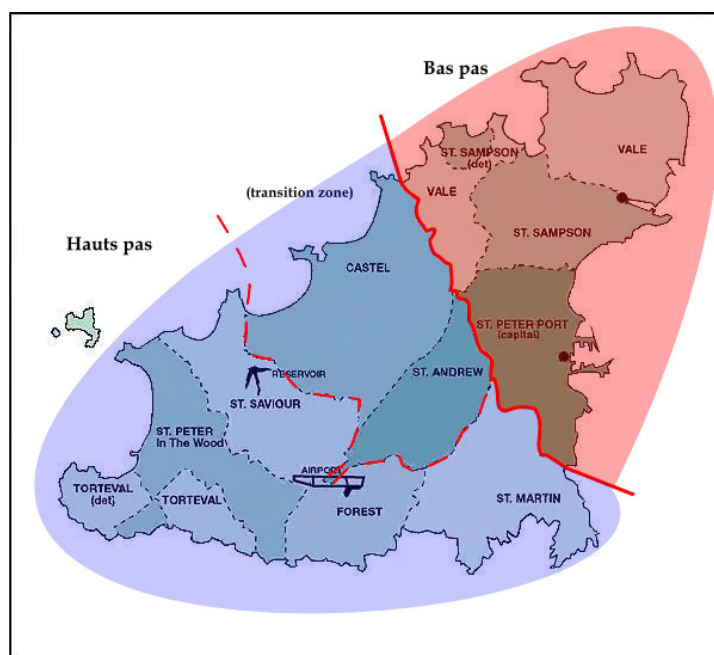 Bas pas
ST. SAMPSON
(det)
VALE
VALE
(transition zone)
ST. SAMPSON
Hauts pas
CASTEL
ST. PETER PORT
(capital)
RESERVOIR
ST. ANDREW
ST. SAVIOUR
ST. PETER
In The Wood
AIRPORT
TORTEVAL
(det)
TORTEVAL
ST. MARTIN
FOREST